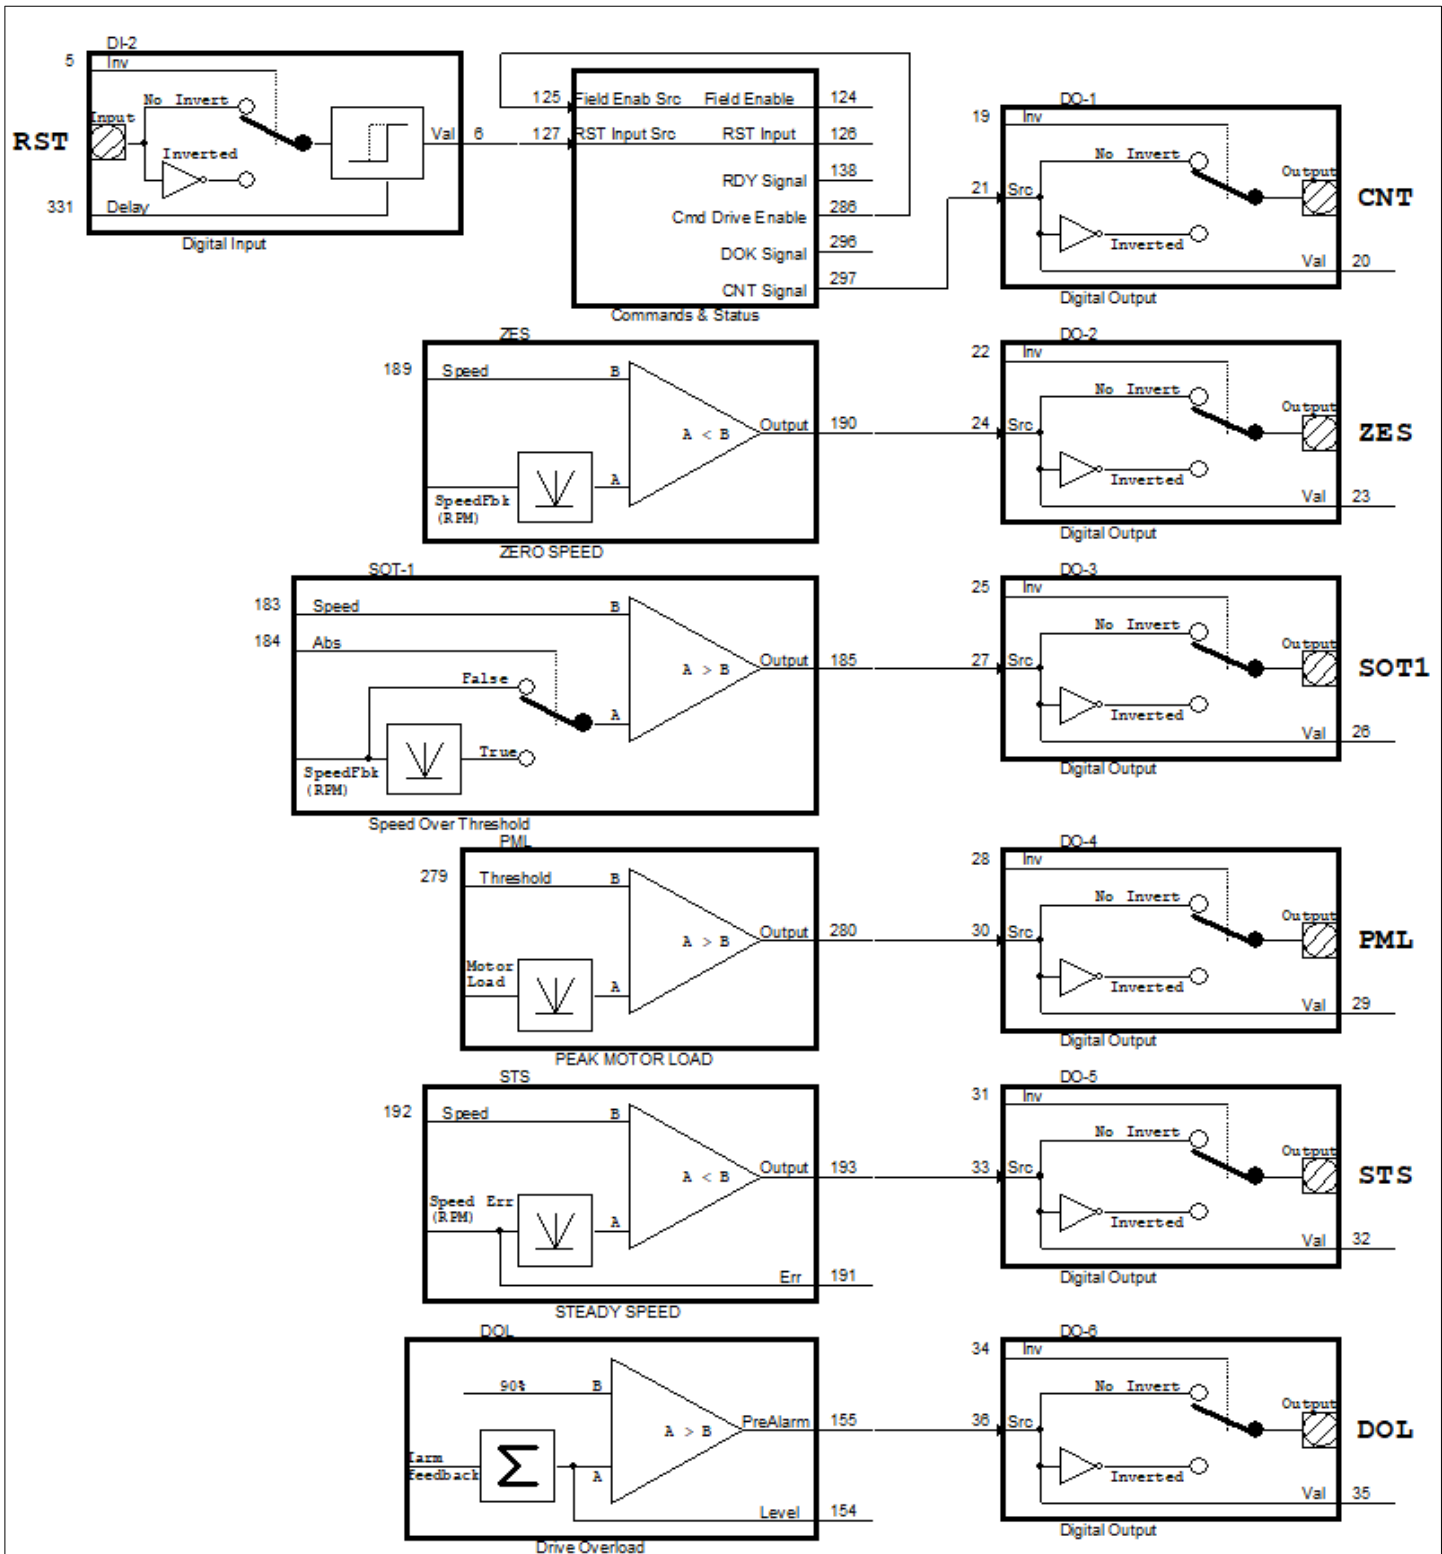 DI-2
5 Inv
No Invert
Input
RST
Val 6
Inverted
331 Delay
Digital Input
125 Field Enab Src Field Enable 124
127 RST Input Src RST Input 126
RDY Signal 138
Cmd Drive Enable 286
DOK Signal 296
CNT Signal 297
Commands & Status
DO-1
19 Inv
No Invert
Output
21 Src
CNT
Inverted
Val 20
Digital Output
ZES
189 Speed B
A < B
Output 190
A
SpeedFbk
(RPM)
ZERO SPEED
DO-2
22 Inv
No Invert
Output
24 Src
ZES
Inverted
Val 23
Digital Output
SOT-1
183 Speed B
184 Abs
A > B
Output 185
False
A
True
SpeedFbk
(RPM)
Speed Over Threshold
DO-3
25 Inv
No Invert
Output
27 Src
SOT1
Inverted
Val 26
Digital Output
PML
279 Threshold B
Output 280
A > B
Motor
Load
A
PEAK MOTOR LOAD
DO-4
28 Inv
No Invert
Output
30 Src
PML
Inverted
Val 29
Digital Output
STS
192 Speed B
Output 193
A < B
Speed Err
(RPM)
A
Err 191
STEADY SPEED
DO-5
31 Inv
No Invert
Output
33 Src
STS
Inverted
Val 32
Digital Output
DOL
90% B
PreAlarm 155
A > B
Iarm
feedback
Σ
A
Level 154
Drive Overload
DO-6
34 Inv
No Invert
Output
36 Src
DOL
Inverted
Val 35
Digital Output